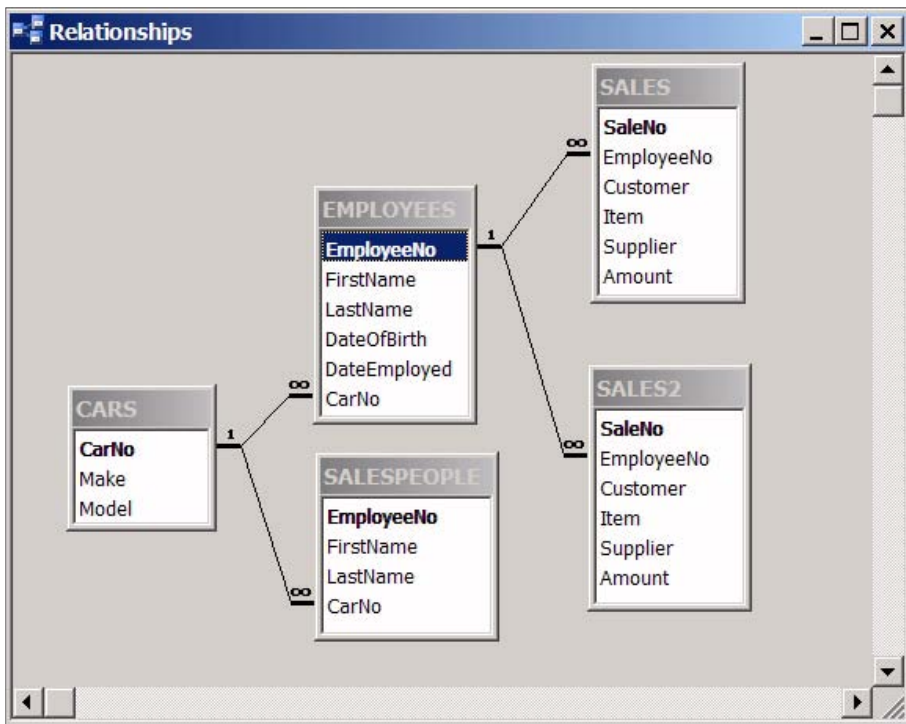 Relationships
SALES
SaleNo
EmployeeNo
Customer
Item
Supplier
Amount
∞
EMPLOYEES
1
EmployeeNo
FirstName
LastName
DateOfBirth
DateEmployed
CarNo
∞
SALES2
SaleNo
EmployeeNo
Customer
Item
Supplier
Amount
∞
CARS
1
CarNo
Make
Model
SALESPEOPLE
EmployeeNo
FirstName
LastName
CarNo
∞